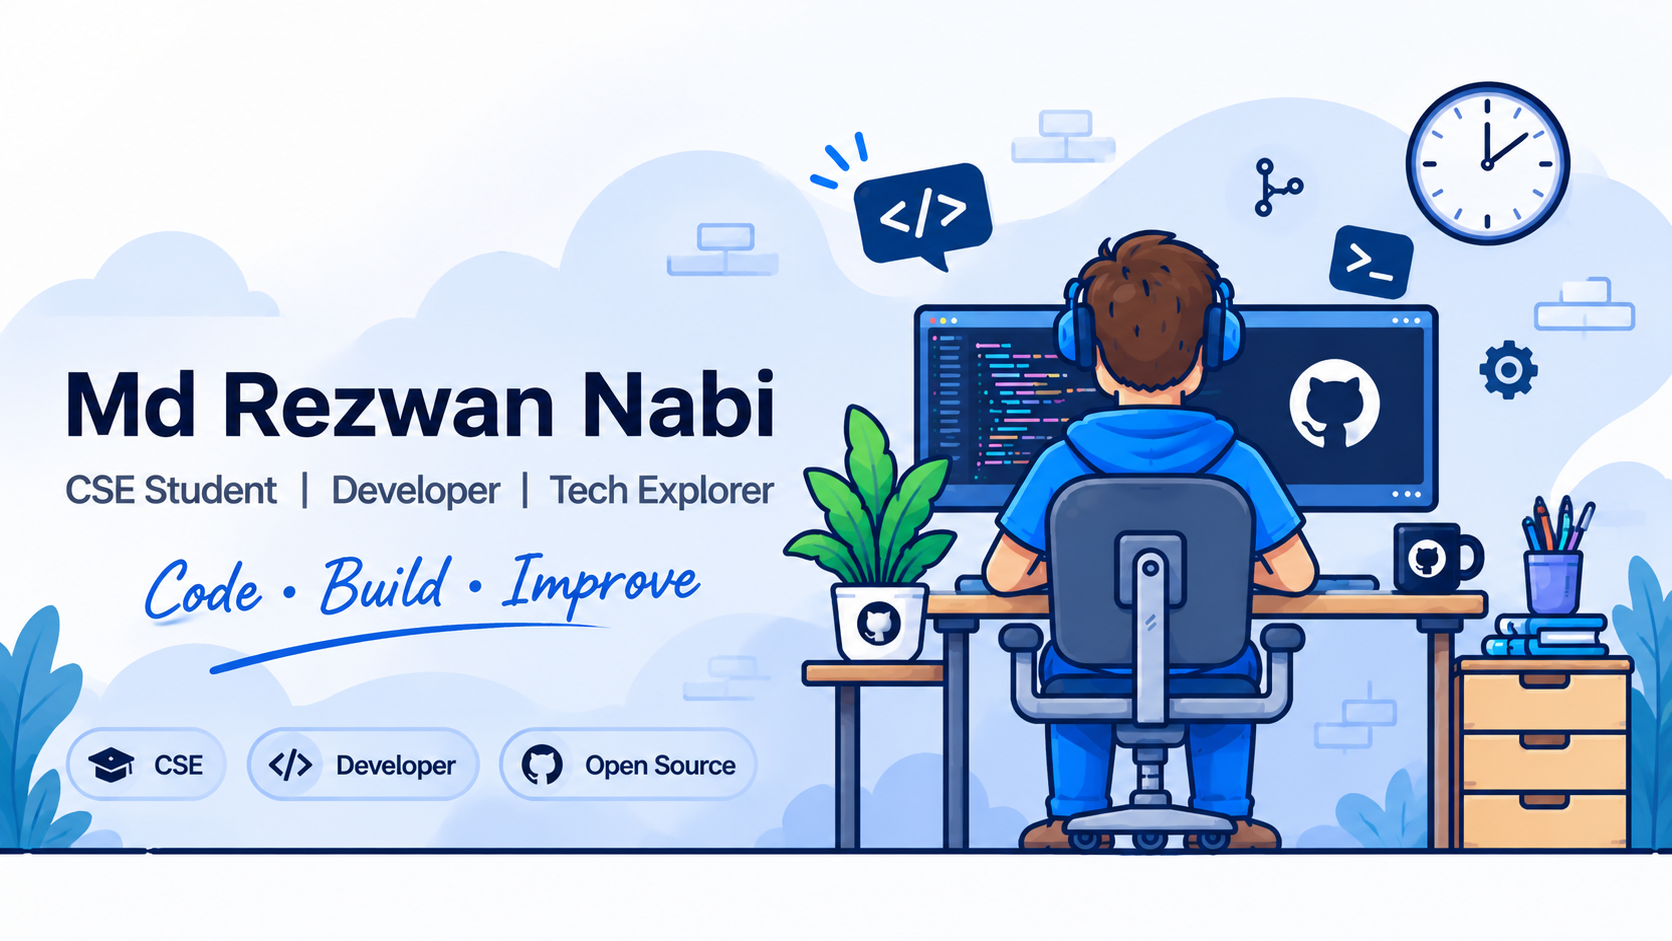 </>
>_
Md Rezwan Nabi
CSE Student | Developer | Tech Explorer
Code • Build • Improve
CSE
</> Developer
Open Source